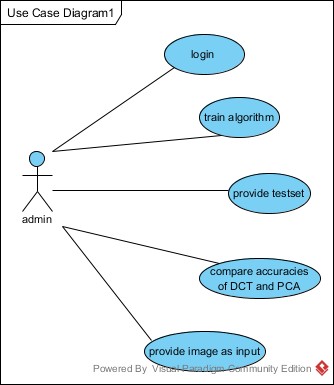 Use Case Diagram1
login
train algorithm
provide testset
admin
compare accuracies
of DCT and PCA
provide image as input
Powered By Visual Paradigm Community Edition